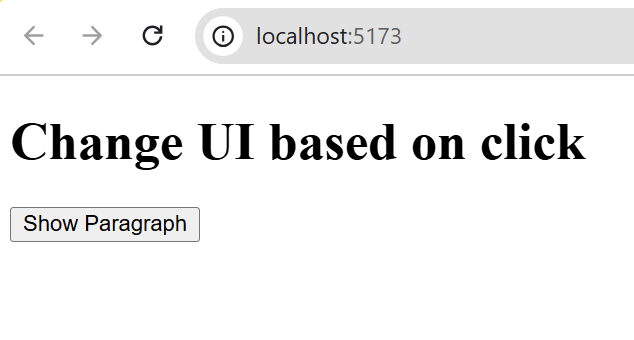 localhost:5173
Change UI based on click
Show Paragraph